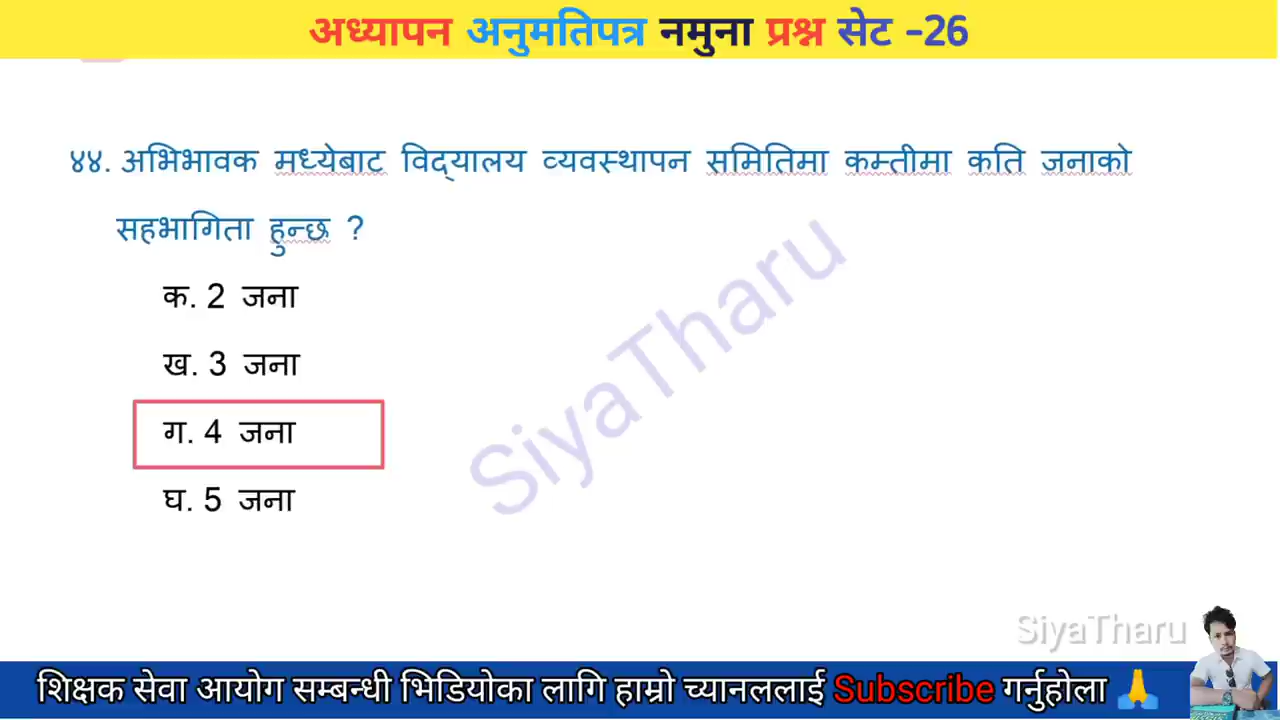 अध्यापन अनुमतिपत्र नमुना प्रश्न सेट -26
४४. अभिभावक मध्येबाट विद्‌यालय व्यवस्थापन समितिमा कम्तीमा कति जनाको
सहभागिता हुन्छ ?
क. 2 जना
ख. 3 जना
ग. 4 जना
घ. 5 जना
SiyaTharu
SiyaTharu
शिक्षक सेवा आयोग सम्बन्धी भिडियोका लागि हाम्रो च्यानललाई Subscribe गर्नुहोला 🙏